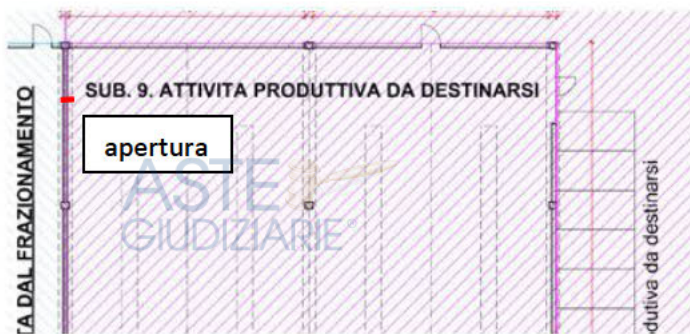 SUB. 9. ATTIVITA PRODUTTIVA DA DESTINARSI
apertura
ASTE
GIUDIZIARIE®
TA DAL FRAZIONAMENTO
duttiva da destinarsi